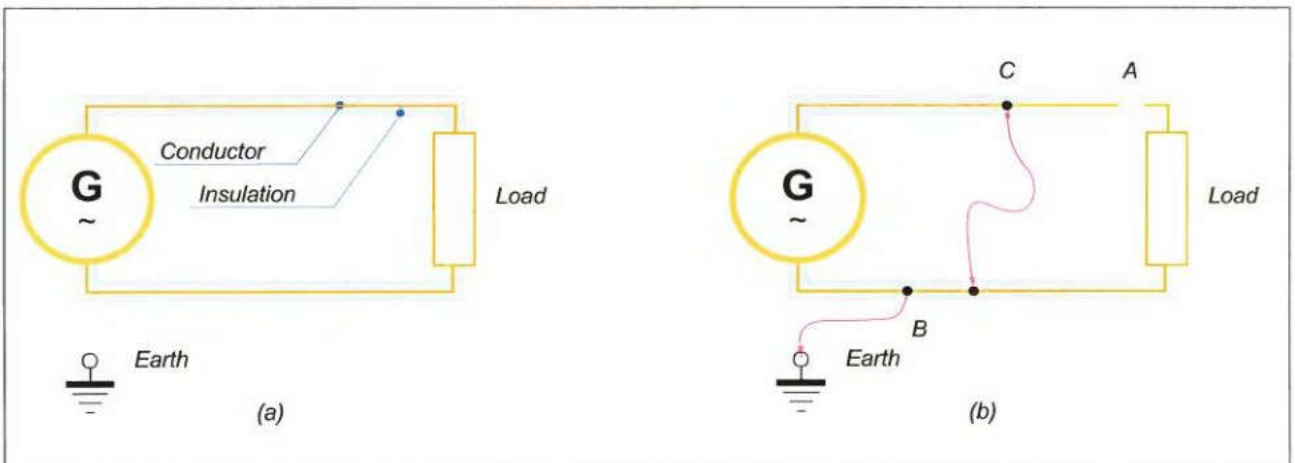 C
A
Conductor
G
~
Insulation
Load
G
~
Load
B
Earth
Earth
(a)
(b)